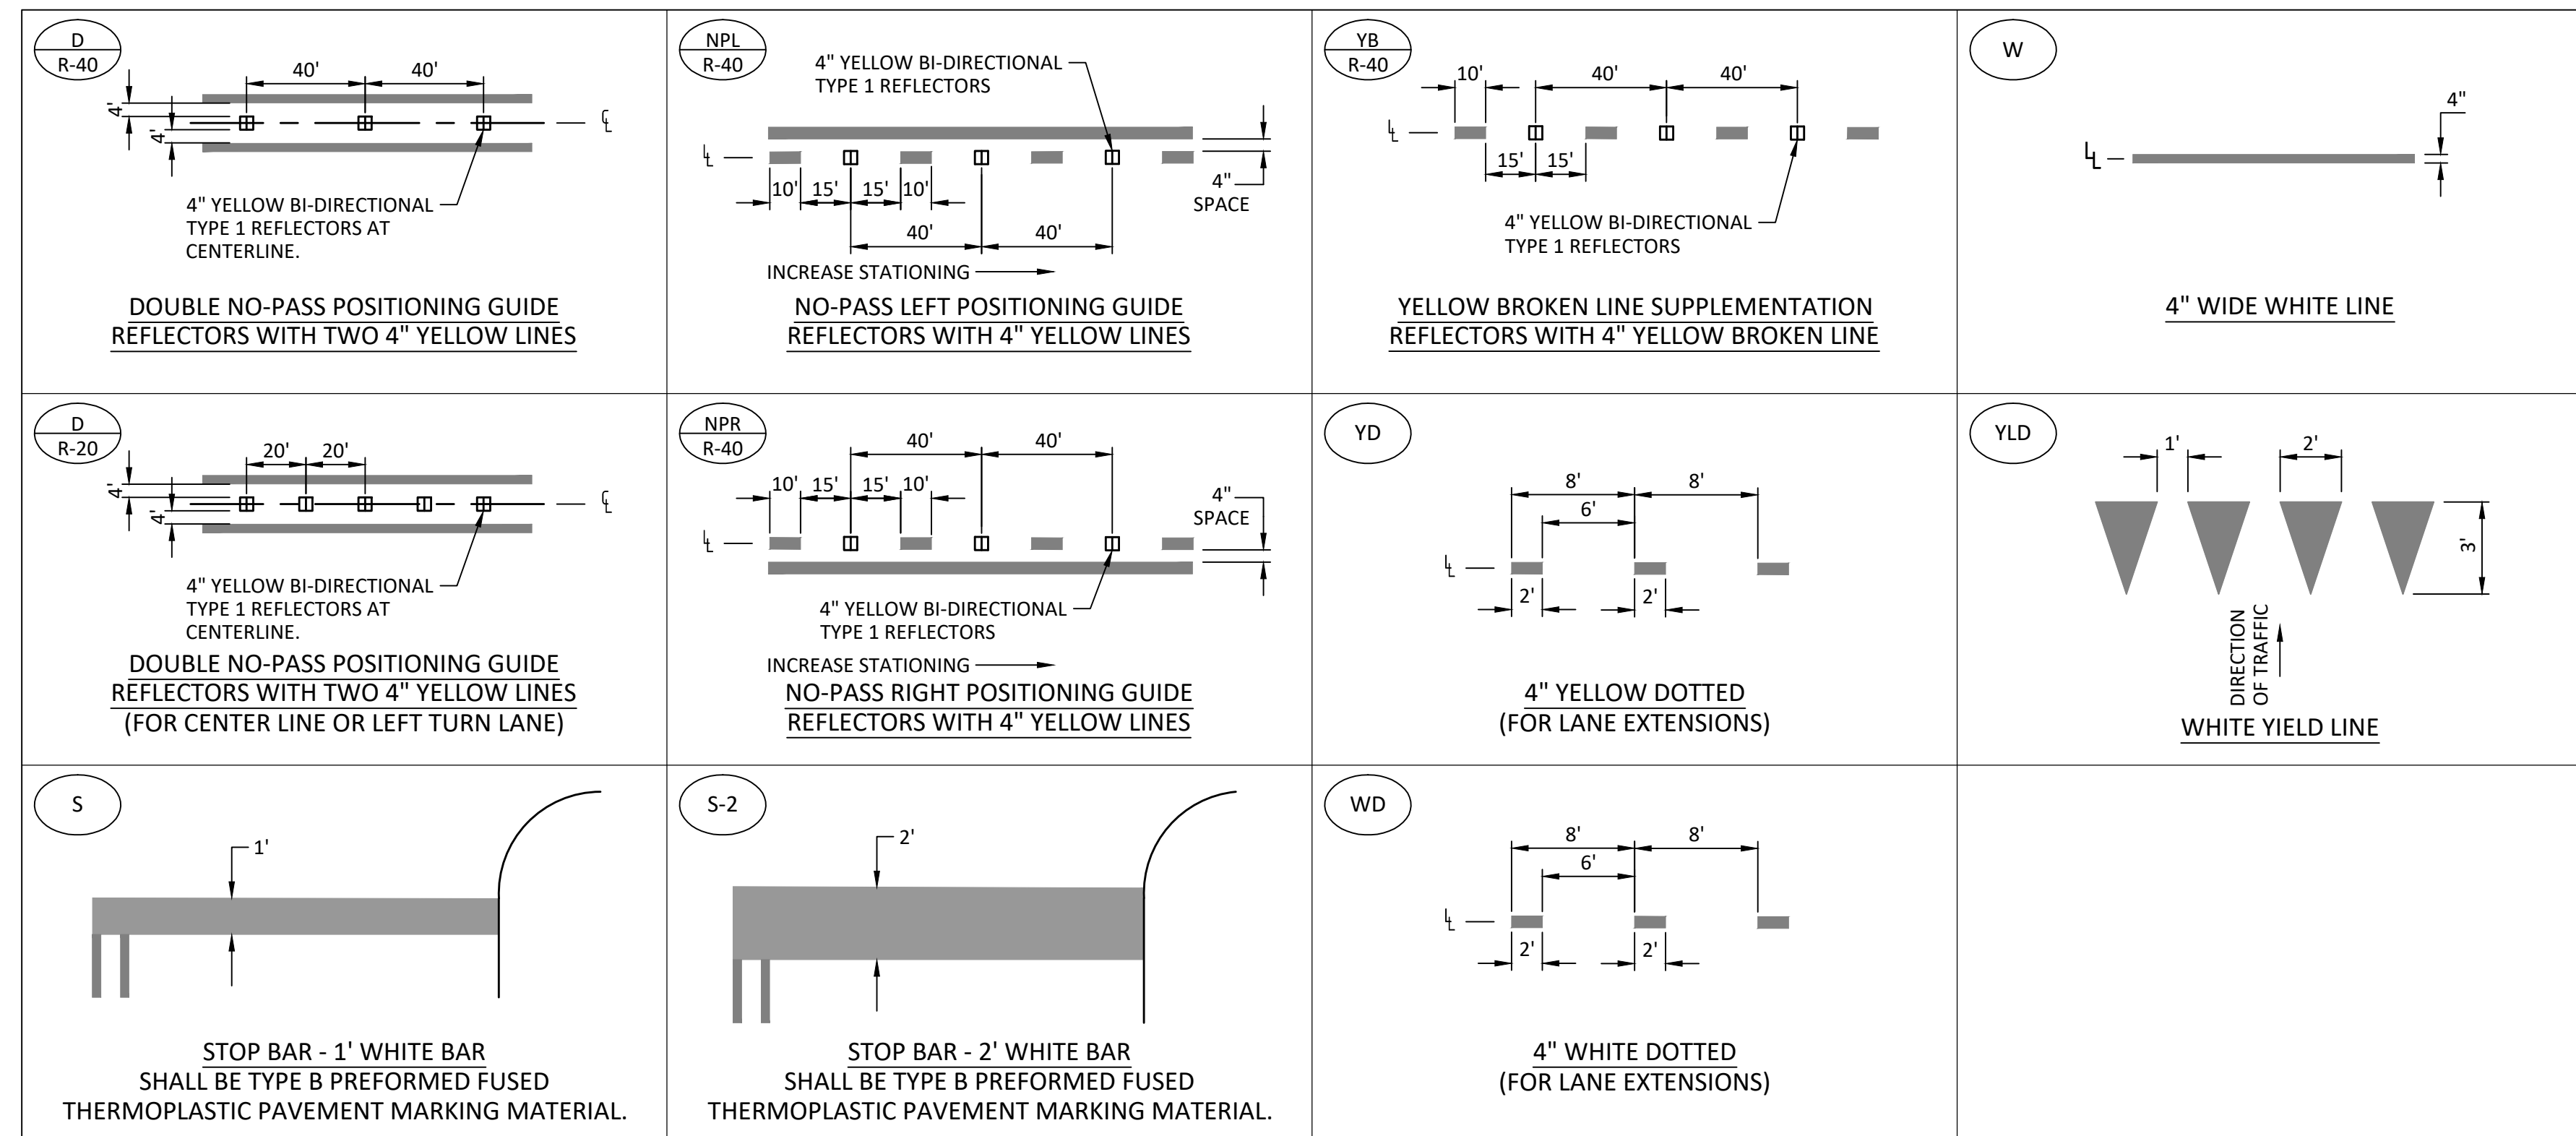 D
R-40
40' 40'
4'
4'
℄
4" YELLOW BI-DIRECTIONAL
TYPE 1 REFLECTORS AT
CENTERLINE.
DOUBLE NO-PASS POSITIONING GUIDE
REFLECTORS WITH TWO 4" YELLOW LINES
NPL
R-40
4" YELLOW BI-DIRECTIONAL
TYPE 1 REFLECTORS
LL
10' 15' 15' 10'
4"
SPACE
40' 40'
INCREASE STATIONING
NO-PASS LEFT POSITIONING GUIDE
REFLECTORS WITH 4" YELLOW LINES
YB
R-40
10' 40' 40'
LL
15' 15'
4" YELLOW BI-DIRECTIONAL
TYPE 1 REFLECTORS
YELLOW BROKEN LINE SUPPLEMENTATION
REFLECTORS WITH 4" YELLOW BROKEN LINE
W
4"
LL
4" WIDE WHITE LINE
D
R-20
20' 20'
4'
4'
℄
4" YELLOW BI-DIRECTIONAL
TYPE 1 REFLECTORS AT
CENTERLINE.
DOUBLE NO-PASS POSITIONING GUIDE
REFLECTORS WITH TWO 4" YELLOW LINES
(FOR CENTER LINE OR LEFT TURN LANE)
NPR
R-40
40' 40'
10' 15' 15' 10'
4"
SPACE
LL
4" YELLOW BI-DIRECTIONAL
TYPE 1 REFLECTORS
INCREASE STATIONING
NO-PASS RIGHT POSITIONING GUIDE
REFLECTORS WITH 4" YELLOW LINES
YD
8' 8'
6'
LL
2' 2'
4" YELLOW DOTTED
(FOR LANE EXTENSIONS)
YLD
1' 2'
3'
DIRECTION
OF TRAFFIC
WHITE YIELD LINE
S
1'
STOP BAR - 1' WHITE BAR
SHALL BE TYPE B PREFORMED FUSED
THERMOPLASTIC PAVEMENT MARKING MATERIAL.
S-2
2'
STOP BAR - 2' WHITE BAR
SHALL BE TYPE B PREFORMED FUSED
THERMOPLASTIC PAVEMENT MARKING MATERIAL.
WD
8' 8'
6'
LL
2' 2'
4" WHITE DOTTED
(FOR LANE EXTENSIONS)